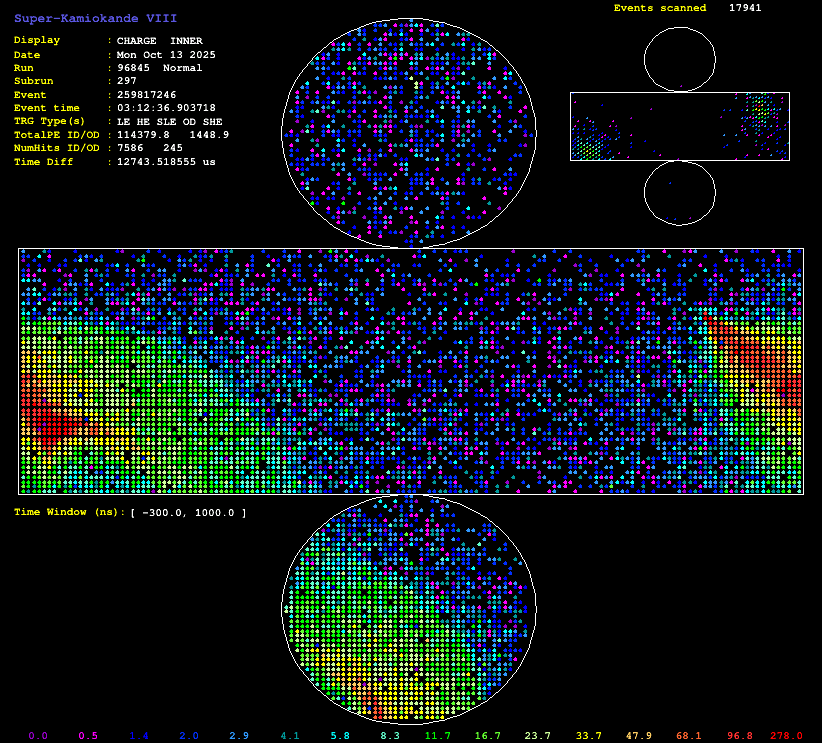 Events scanned 17941
Super-Kamiokande VIII
Display : CHARGE INNER
Date : Mon Oct 13 2025
Run : 96845 Normal
Subrun : 297
Event : 259817246
Event time : 03:12:36.903718
TRG Type(s) : LE HE SLE OD SHE
TotalPE ID/OD : 114379.8 1448.9
NumHits ID/OD : 7586 245
Time Diff : 12743.518555 us
Time Window (ns): [ -300.0, 1000.0 ]
0.0 0.5 1.4 2.0 2.9 4.1 5.8 8.3 11.7 16.7 23.7 33.7 47.9 68.1 96.8 278.0